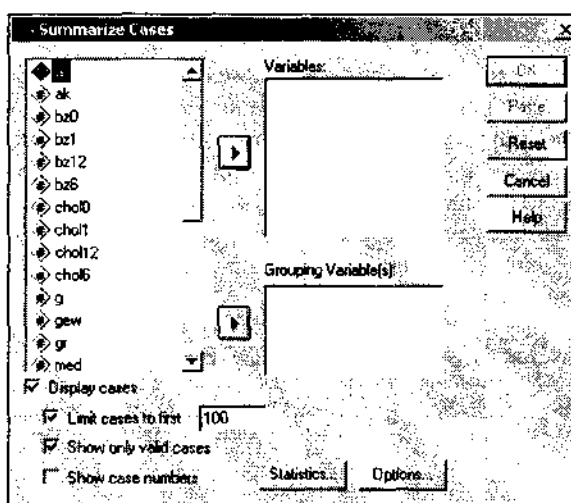 Summarize Cases
a
ak
bz0
bz1
bz12
bz6
chol0
chol1
chol12
chol6
g
gew
gr
med
Variables:
Grouping Variable(s):
OK
Paste
Reset
Cancel
Help
Display cases
Limit cases to first 100
Show only valid cases
Show case numbers
Statistics...
Options...